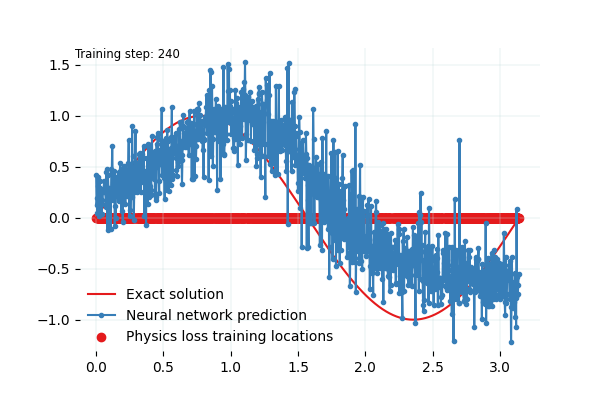 Training step: 240
1.5
1.0
0.5
0.0
−0.5
−1.0
Exact solution
Neural network prediction
Physics loss training locations
0.0 0.5 1.0 1.5 2.0 2.5 3.0